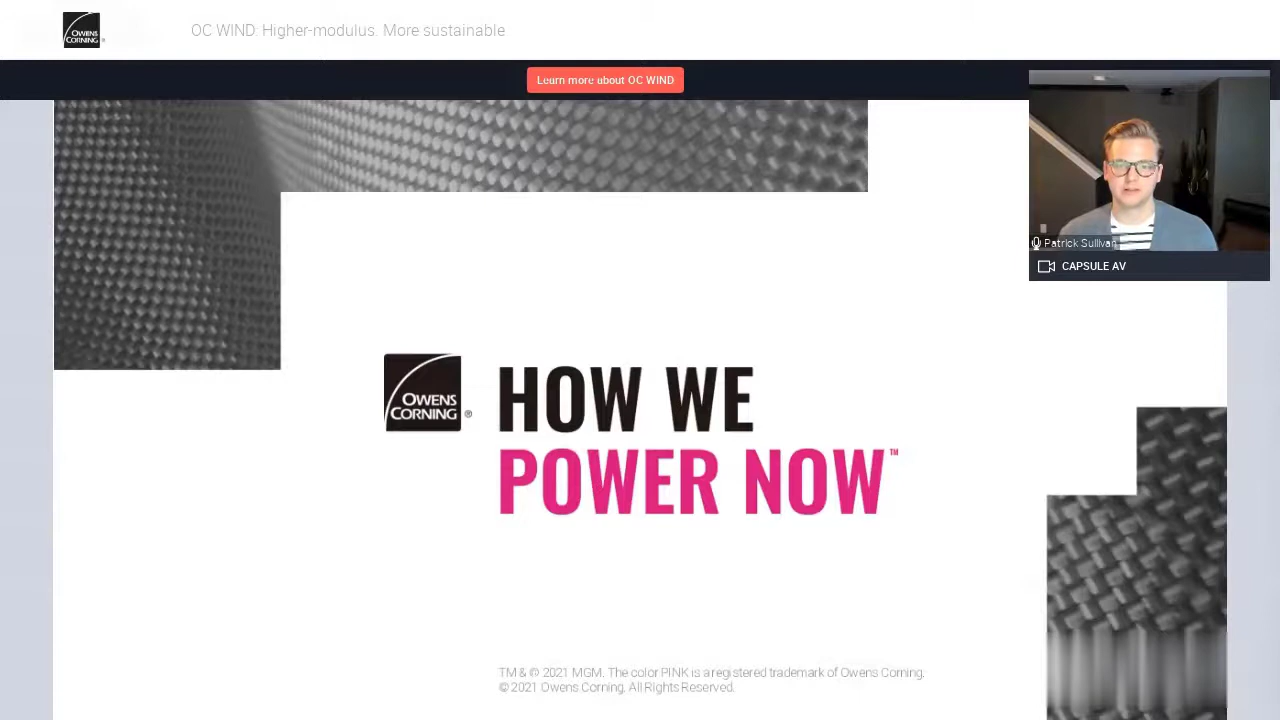 OWENS
CORNING ®
OC WIND: Higher-modulus. More sustainable
Learn more about OC WIND
Patrick Sullivan
CAPSULE AV
OWENS
CORNING ®
HOW WE
POWER NOW™
TM & © 2021 MGM. The color PINK is a registered trademark of Owens Corning.
© 2021 Owens Corning. All Rights Reserved.